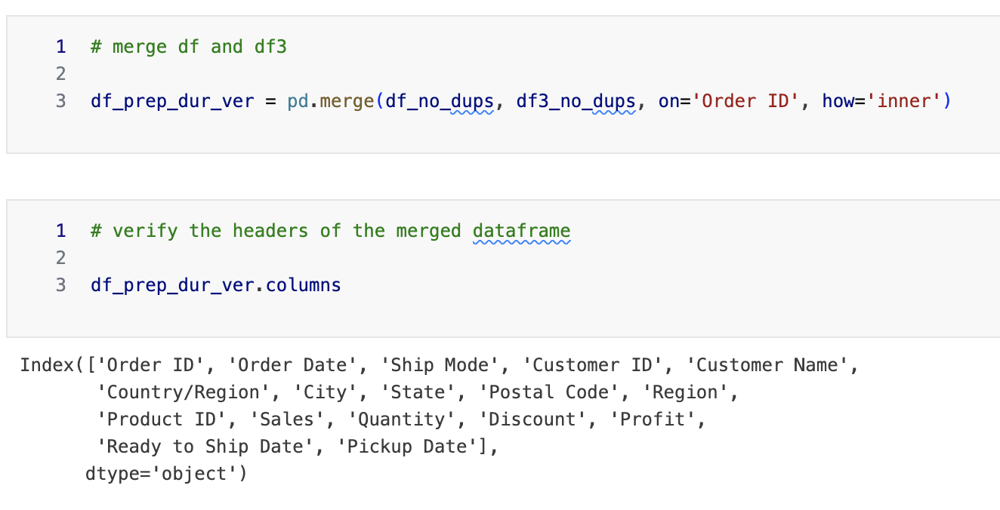 1 # merge df and df3
2
3 df_prep_dur_ver = pd.merge(df_no_dups, df3_no_dups, on='Order ID', how='inner')
1 # verify the headers of the merged dataframe
2
3 df_prep_dur_ver.columns
Index(['Order ID', 'Order Date', 'Ship Mode', 'Customer ID', 'Customer Name',
'Country/Region', 'City', 'State', 'Postal Code', 'Region',
'Product ID', 'Sales', 'Quantity', 'Discount', 'Profit',
'Ready to Ship Date', 'Pickup Date'],
dtype='object')